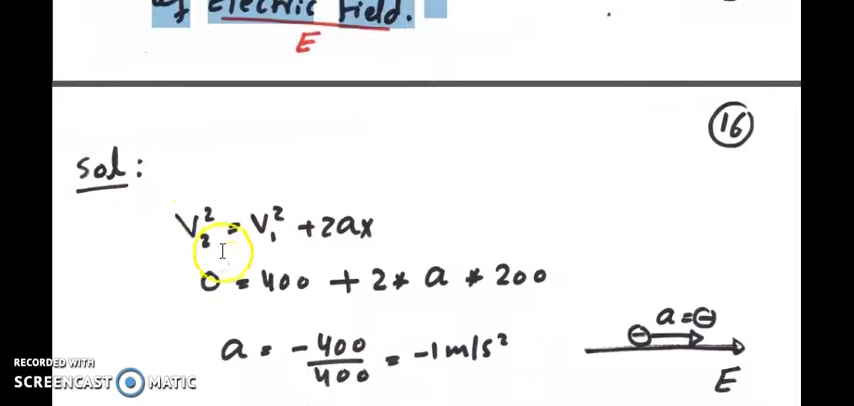 of Electric Field.
E
16
Sol:
V₂² = V₁² + 2ax
0 = 400 + 2 * a * 200
a = -400/400 = -1 m/s²
a = ⊖
⊖
E
RECORDED WITH
SCREENCAST MATIC